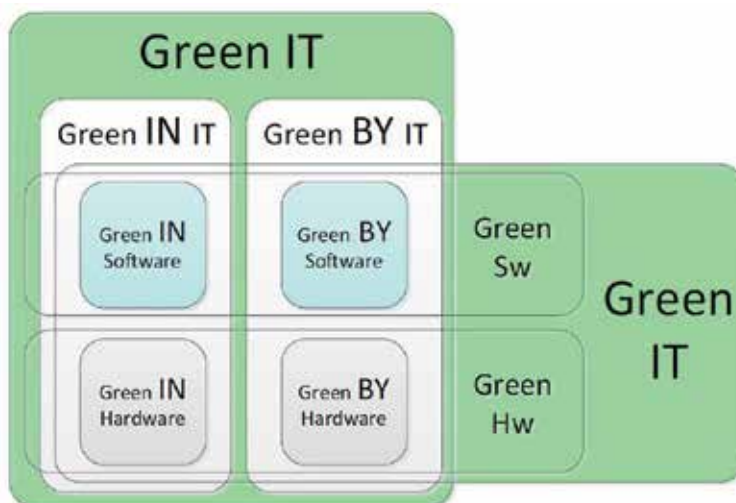 Green IT
Green IN IT
Green BY IT
Green IN
Software
Green BY
Software
Green
Sw
Green
IT
Green IN
Hardware
Green BY
Hardware
Green
Hw